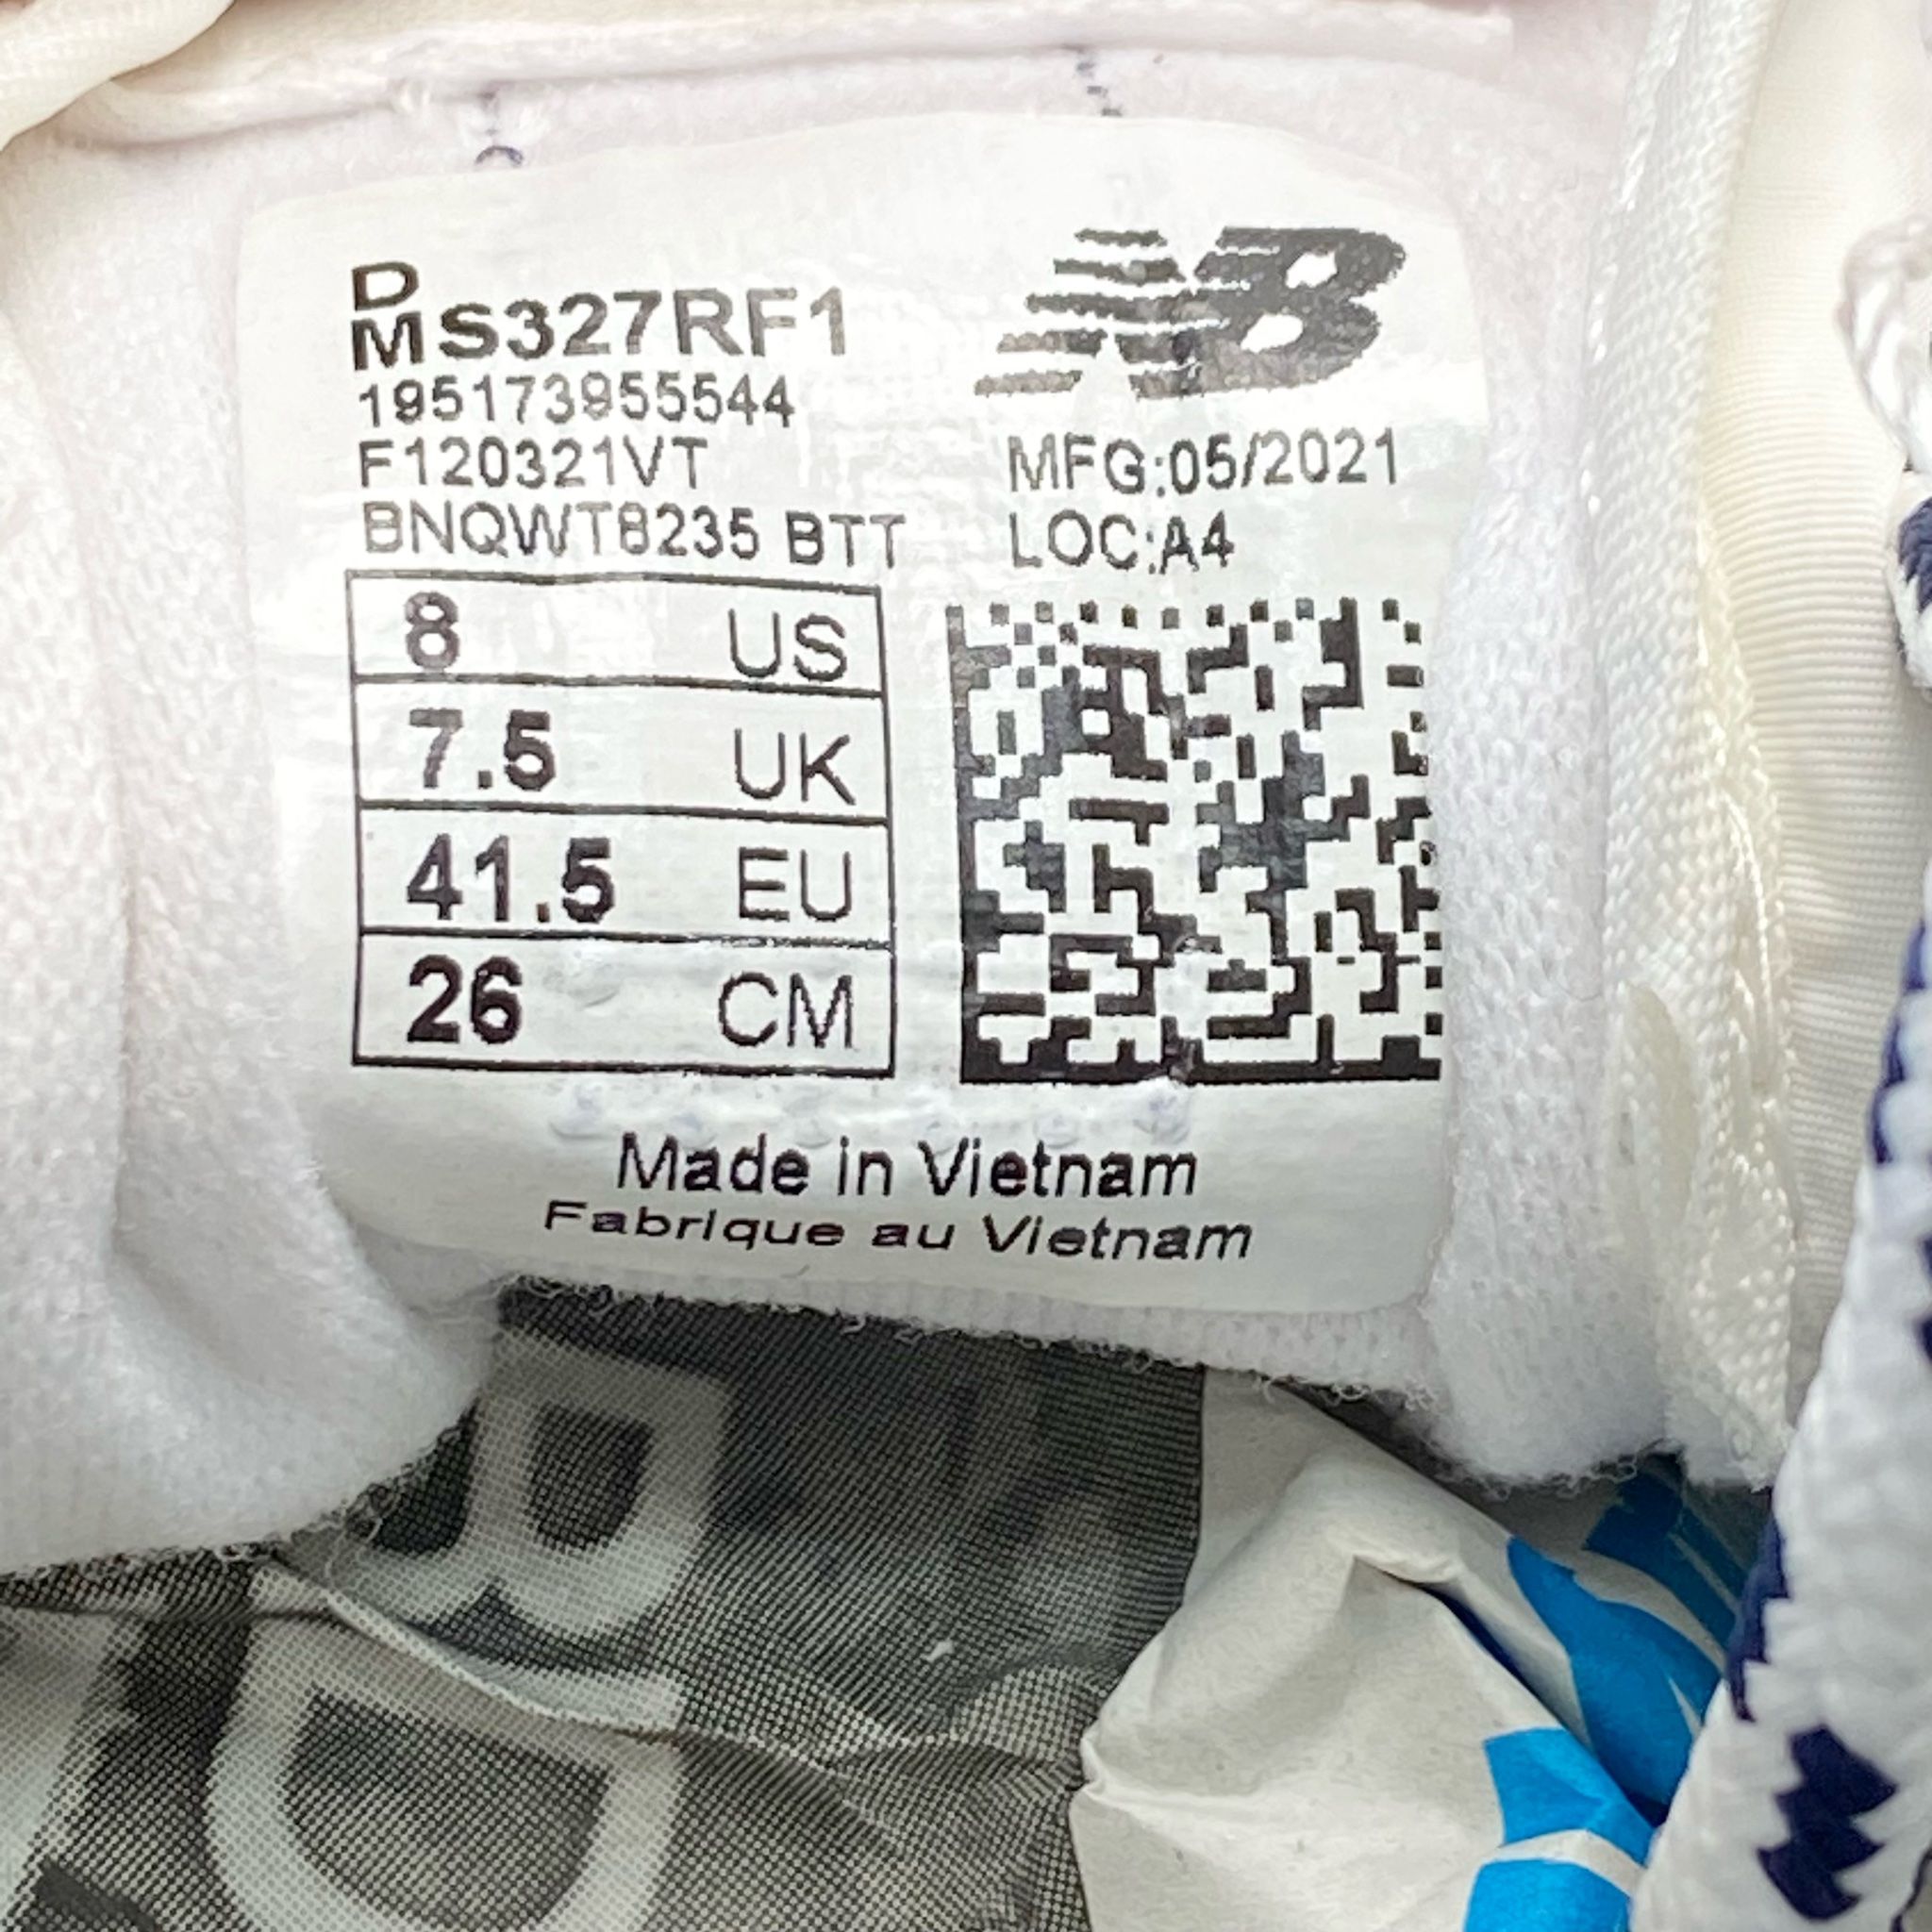 D
MS327RF1
NB
195173955544
F120321VT
MFG:05/2021
BNQWT8235 BTT
LOC:A4
8 US
7.5 UK
41.5 EU
26 CM
Made in Vietnam
Fabrique au Vietnam
B
D